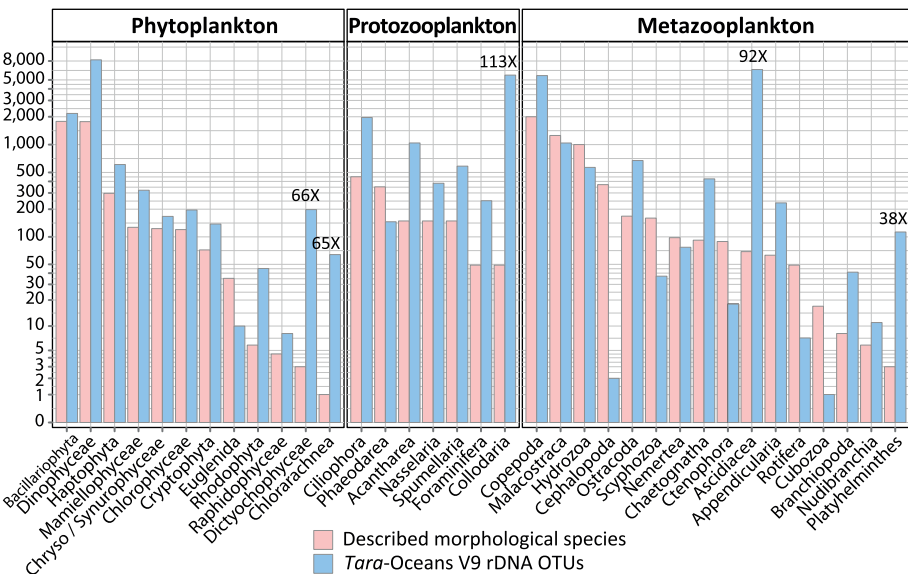 Phytoplankton
Protozooplankton
Metazooplankton
8,000
5,000
3,000
2,000
1,000
500
300
200
100
50
30
20
10
5
3
2
1
0
66X
65X
113X
92X
38X
Bacillariophyta
Dinophyceae
Haptophyta
Mamiellophyceae
Chryso / Synurophyceae
Chlorophyceae
Cryptophyta
Euglenida
Rhodophyta
Raphidophyceae
Dictyochophyceae
Chlorarachnea
Ciliophora
Phaeodarea
Acantharea
Nassellaria
Spumellaria
Foraminifera
Collodaria
Copepoda
Malacostraca
Hydrozoa
Cephalopoda
Ostracoda
Scyphozoa
Nemertea
Chaetognatha
Ctenophora
Ascidiacea
Appendicularia
Rotifera
Cubozoa
Branchiopoda
Nudibranchia
Platyhelminthes
Described morphological species
Tara-Oceans V9 rDNA OTUs